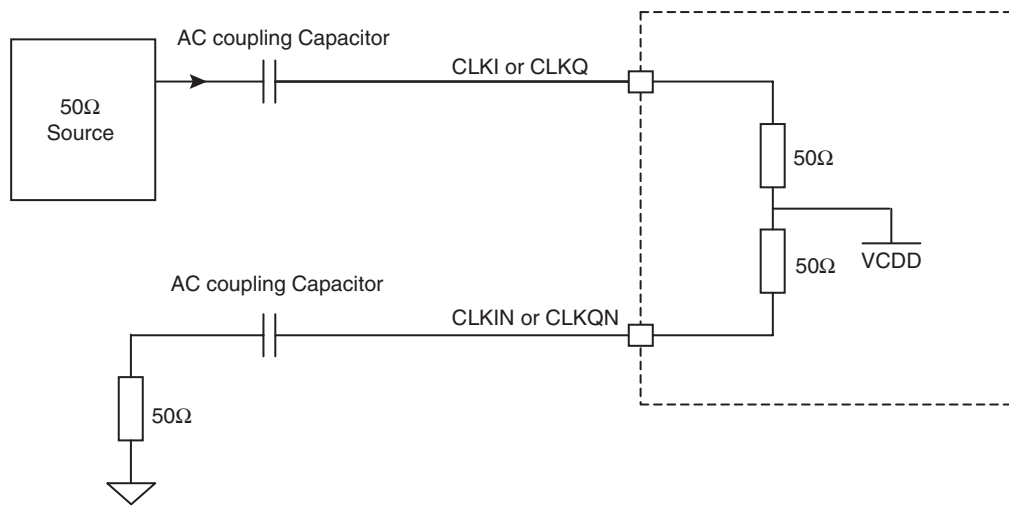 AC coupling Capacitor
CLKI or CLKQ
50Ω
Source
50Ω
50Ω
VCDD
AC coupling Capacitor
CLKIN or CLKQN
50Ω